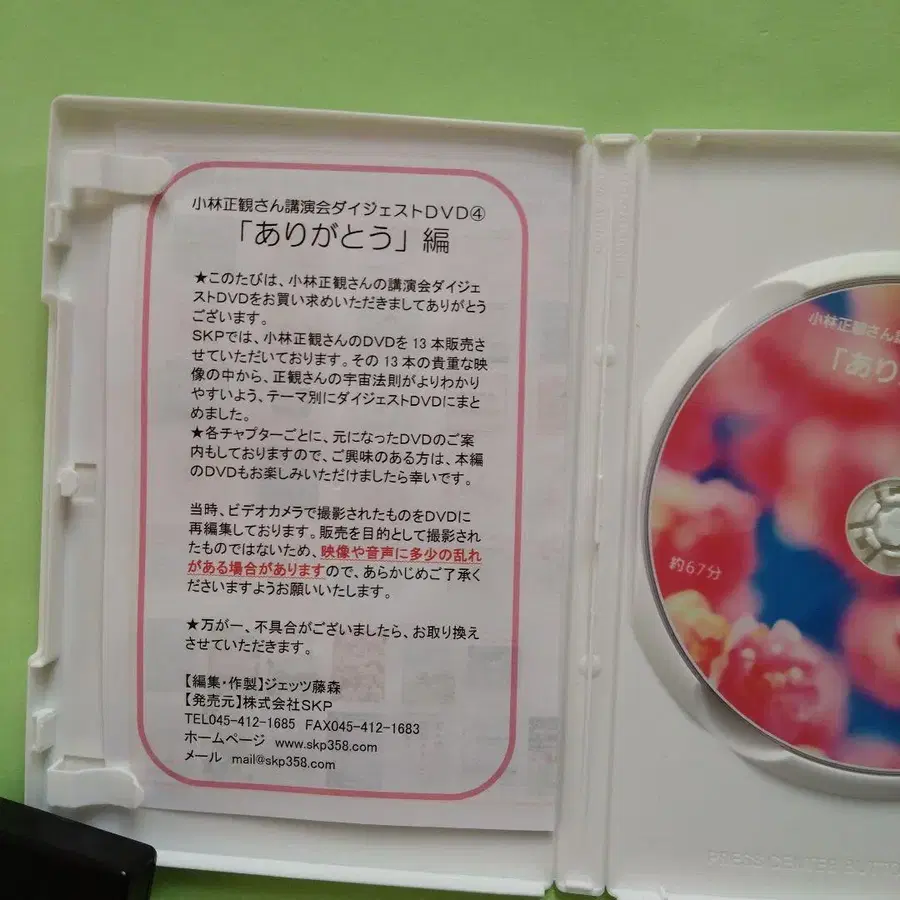 小林正観さん講演会ダイジェストDVD④
「ありがとう」編
★このたびは、小林正観さんの講演会ダイジェ
ストDVDをお買い求めいただきましてありがとう
ございます。
SKPでは、小林正観さんのDVDを13本販売さ
せていただいております。その13本の貴重な映
像の中から、正観さんの宇宙法則がよりわかり
やすいよう、テーマ別にダイジェストDVDにまと
めました。
★各チャプターごとに、元になったDVDのご案
内もしておりますので、ご興味のある方は、本編
のDVDもお楽しみいただけましたら幸いです。
当時、ビデオカメラで撮影されたものをDVDに
再編集しております。販売を目的として撮影され
たものではないため、映像や音声に多少の乱れ
がある場合がありますので、あらかじめご了承く
ださいますようお願いいたします。
★万が一、不具合がございましたら、お取り換え
させていただきます。
【編集・作製】ジェッツ藤森
【発売元】株式会社SKP
TEL045-412-1685 FAX045-412-1683
ホームページ www.skp358.com
メール mail@skp358.com
小林正観さん講
「あり
約67分
PRESS CENTER BUTTO